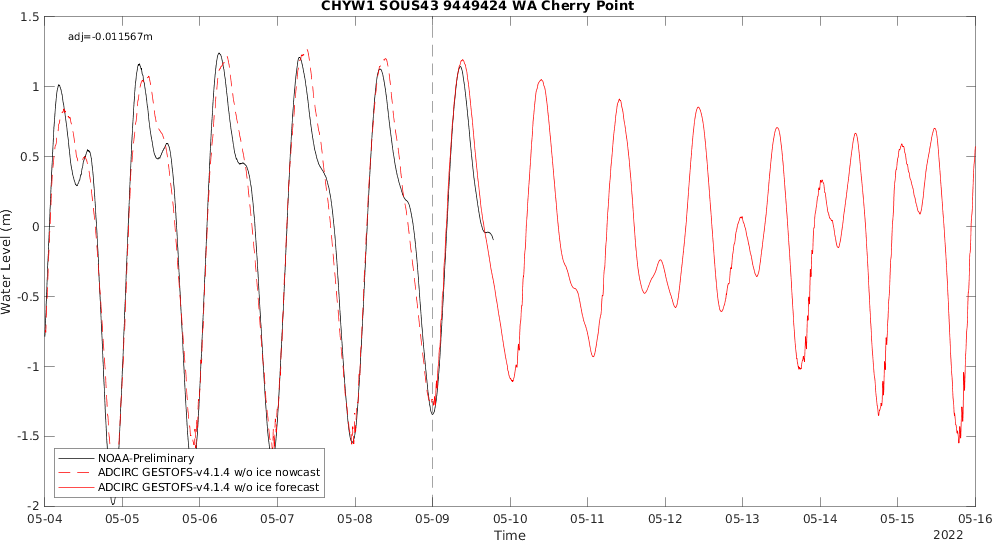 CHYW1 SOUS43 9449424 WA Cherry Point
adj=-0.011567m
Water Level (m)
1.5
1
0.5
0
-0.5
-1
-1.5
-2
NOAA-Preliminary
ADCIRC GESTOFS-v4.1.4 w/o ice nowcast
ADCIRC GESTOFS-v4.1.4 w/o ice forecast
05-04 05-05 05-06 05-07 05-08 05-09 05-10 05-11 05-12 05-13 05-14 05-15 05-16
Time
2022